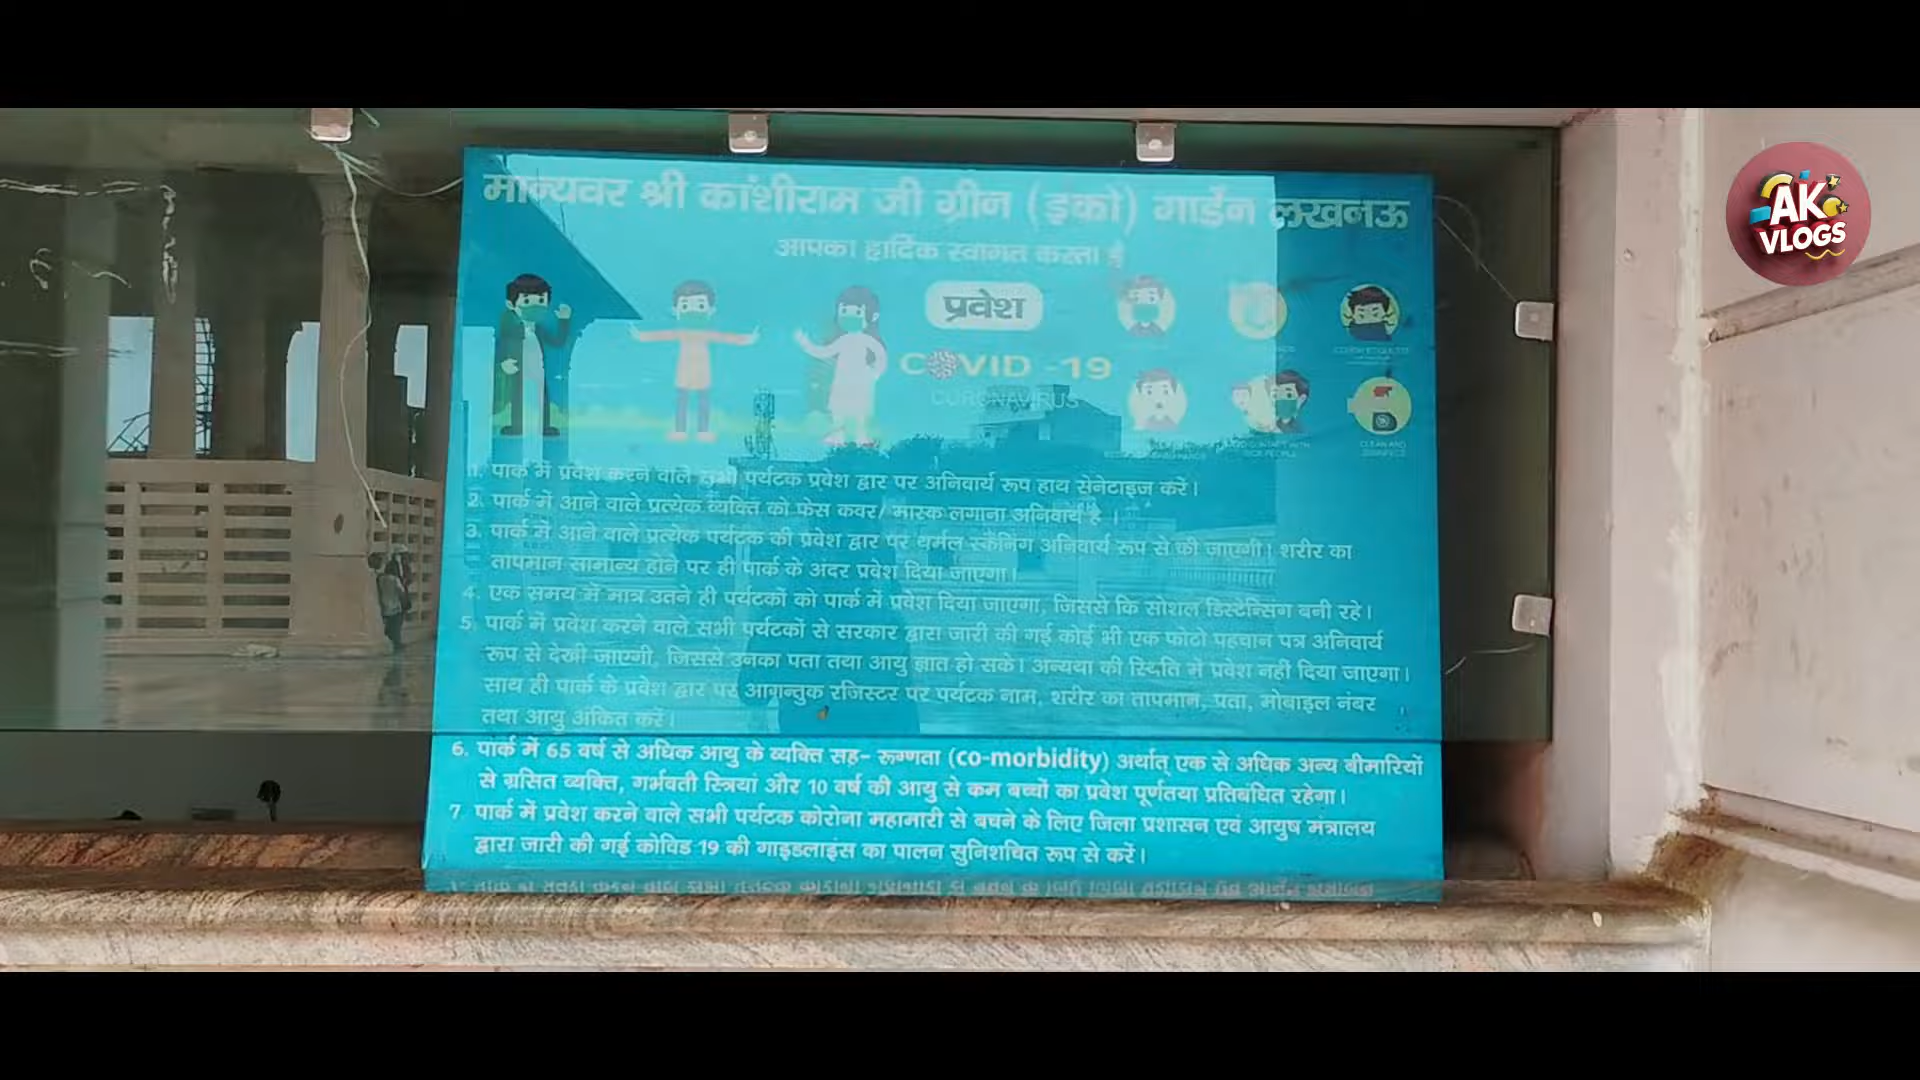 मान्यवर श्री कांशीराम जी ग्रीन (इको) गार्डेन लखनऊ
आपका हार्दिक स्वागत करता है
प्रवेश
COVID -19
CORONAVIRUS
CLEAN AND
DISINFECT
1. पार्क में प्रवेश करने वाले सभी पर्यटक प्रवेश द्वार पर अनिवार्य रूप हाथ सेनेटाइज करें।
2. पार्क में आने वाले प्रत्येक व्यक्ति को फेस कवर/ मास्क लगाना अनिवार्य है ।
3. पार्क में आने वाले प्रत्येक पर्यटक की प्रवेश द्वार पर थर्मल स्कैनिंग अनिवार्य रूप से की जाएगी। शरीर का
तापमान सामान्य होने पर ही पार्क के अंदर प्रवेश दिया जाएगा।
4. एक समय में मात्र उतने ही पर्यटकों को पार्क में प्रवेश दिया जाएगा, जिससे कि सोशल डिस्टेन्सिंग बनी रहे।
5. पार्क में प्रवेश करने वाले सभी पर्यटकों से सरकार द्वारा जारी की गई कोई भी एक फोटो पहचान पत्र अनिवार्य
रूप से देखी जाएगी, जिससे उनका पता तथा आयु ज्ञात हो सके। अन्यथा की स्थिति में प्रवेश नही दिया जाएगा।
साथ ही पार्क के प्रवेश द्वार पर आगन्तुक रजिस्टर पर पर्यटक नाम, शरीर का तापमान, पता, मोबाइल नंबर
तथा आयु अंकित करें।
6. पार्क में 65 वर्ष से अधिक आयु के व्यक्ति सह- रूग्णता (co-morbidity) अर्थात् एक से अधिक अन्य बीमारियों
से ग्रसित व्यक्ति, गर्भवती स्त्रियां और 10 वर्ष की आयु से कम बच्चों का प्रवेश पूर्णतया प्रतिबंधित रहेगा।
7 पार्क में प्रवेश करने वाले सभी पर्यटक कोरोना महामारी से बचने के लिए जिला प्रशासन एवं आयुष मंत्रालय
द्वारा जारी की गई कोविड 19 की गाइडलाइंस का पालन सुनिशचित रूप से करें।
AK
VLOGS